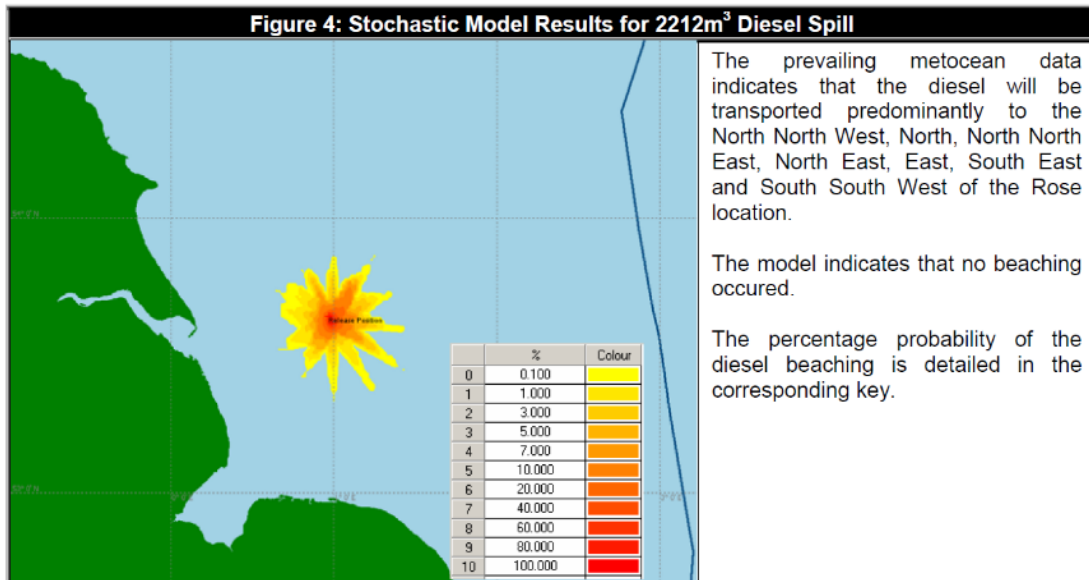 Figure 4: Stochastic Model Results for 2212m³ Diesel Spill
The prevailing metocean data
indicates that the diesel will be
transported predominantly to the
North North West, North, North North
East, North East, East, South East
and South South West of the Rose
location.
The model indicates that no beaching
occured.
The percentage probability of the
diesel beaching is detailed in the
corresponding key.
Release Position
% Colour
0 0.100
1 1.000
2 3.000
3 5.000
4 7.000
5 10.000
6 20.000
7 40.000
8 60.000
9 80.000
10 100.000